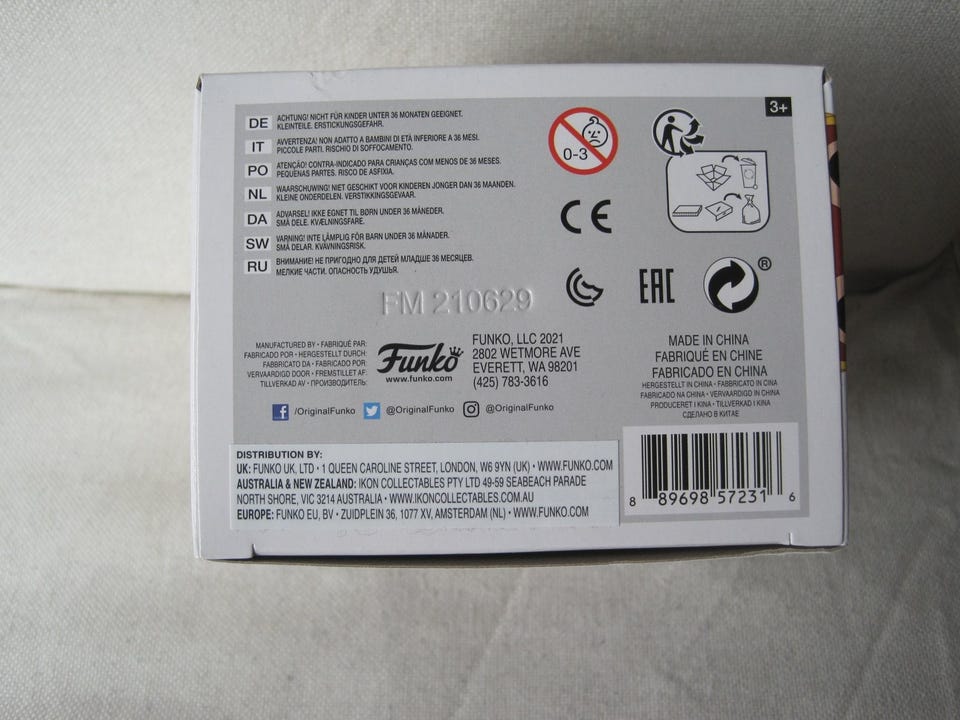 DE ACHTUNG! NICHT FÜR KINDER UNTER 36 MONATEN GEEIGNET.
KLEINTEILE. ERSTICKUNGSGEFAHR.
IT AVVERTENZA! NON ADATTO A BAMBINI DI ETÀ INFERIORE A 36 MESI.
PICCOLE PARTI. RISCHIO DI SOFFOCAMENTO.
PO ATENÇÃO! CONTRA-INDICADO PARA CRIANÇAS COM MENOS DE 36 MESES.
PEQUENAS PARTES. RISCO DE ASFIXIA.
NL WAARSCHUWING! NIET GESCHIKT VOOR KINDEREN JONGER DAN 36 MAANDEN.
KLEINE ONDERDELEN. VERSTIKKINGSGEVAAR.
DA ADVARSEL! IKKE EGNET TIL BØRN UNDER 36 MÅNEDER.
SMÅ DELE. KVÆLNINGSFARE.
SW VARNING! INTE LÄMPLIG FÖR BARN UNDER 36 MÅNADER.
SMÅ DELAR. KVÄVNINGSRISK.
RU ВНИМАНИЕ! НЕ ПРИГОДНО ДЛЯ ДЕТЕЙ МЛАДШЕ 36 МЕСЯЦЕВ.
МЕЛКИЕ ЧАСТИ. ОПАСНОСТЬ УДУШЬЯ.
0-3
3+
CE
EAC
®
FM 210629
MANUFACTURED BY • FABRIQUÉ PAR:
FABRICADO POR • HERGESTELLT DURCH:
FABRICATO DA • FABRICADO POR:
VERVAARDIGD DOOR • FREMSTILLET AF:
TILLVERKAD AV • ПРОИЗВОДИТЕЛЬ:
Funko
www.funko.com
FUNKO, LLC 2021
2802 WETMORE AVE
EVERETT, WA 98201
(425) 783-3616
MADE IN CHINA
FABRIQUÉ EN CHINE
FABRICADO EN CHINA
HERGESTELLT IN CHINA • FABBRICATO IN CINA
FABRICADO NA CHINA • VERVAARDIGD IN CHINA
PRODUCERET I KINA • TILLVERKAD I KINA
СДЕЛАНО В КИТАЕ
/OriginalFunko @OriginalFunko @OriginalFunko
DISTRIBUTION BY:
UK: FUNKO UK, LTD • 1 QUEEN CAROLINE STREET, LONDON, W6 9YN (UK) • WWW.FUNKO.COM
AUSTRALIA & NEW ZEALAND: IKON COLLECTABLES PTY LTD 49-59 SEABEACH PARADE
NORTH SHORE, VIC 3214 AUSTRALIA • WWW.IKONCOLLECTABLES.COM.AU
EUROPE: FUNKO EU, BV • ZUIDPLEIN 36, 1077 XV, AMSTERDAM (NL) • WWW.FUNKO.COM
8 89698 57231 6